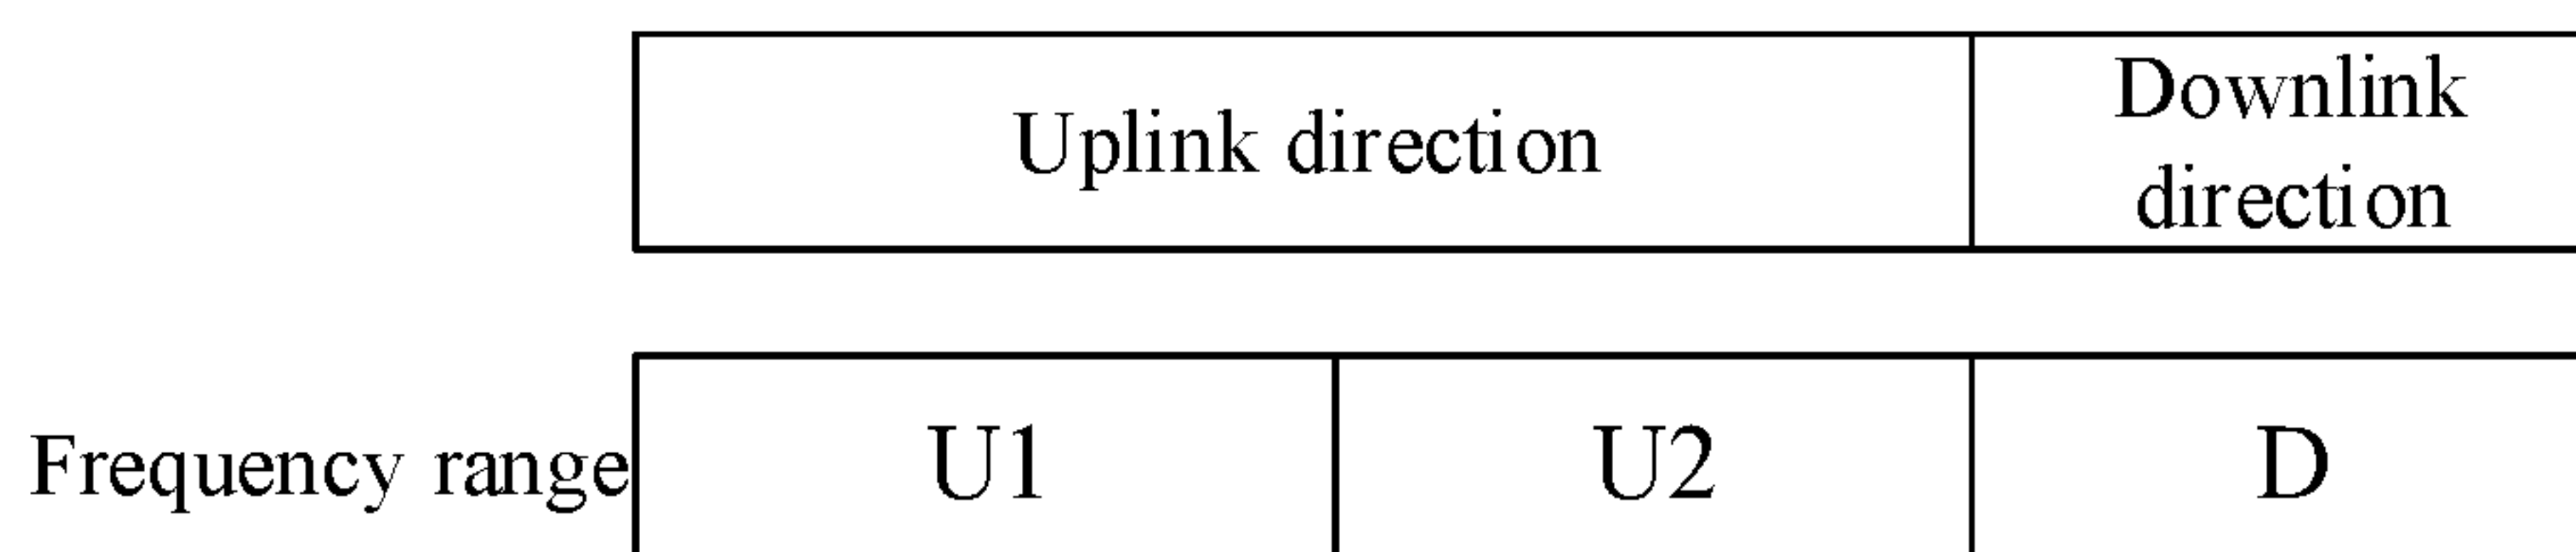 Uplink direction
Downlink
direction
Frequency range
U1
U2
D